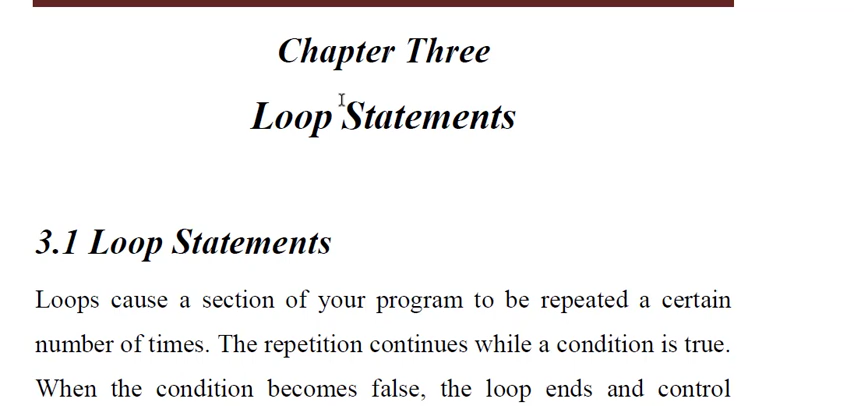 Chapter Three
Loop Statements
3.1 Loop Statements
Loops cause a section of your program to be repeated a certain
number of times. The repetition continues while a condition is true.
When the condition becomes false, the loop ends and control